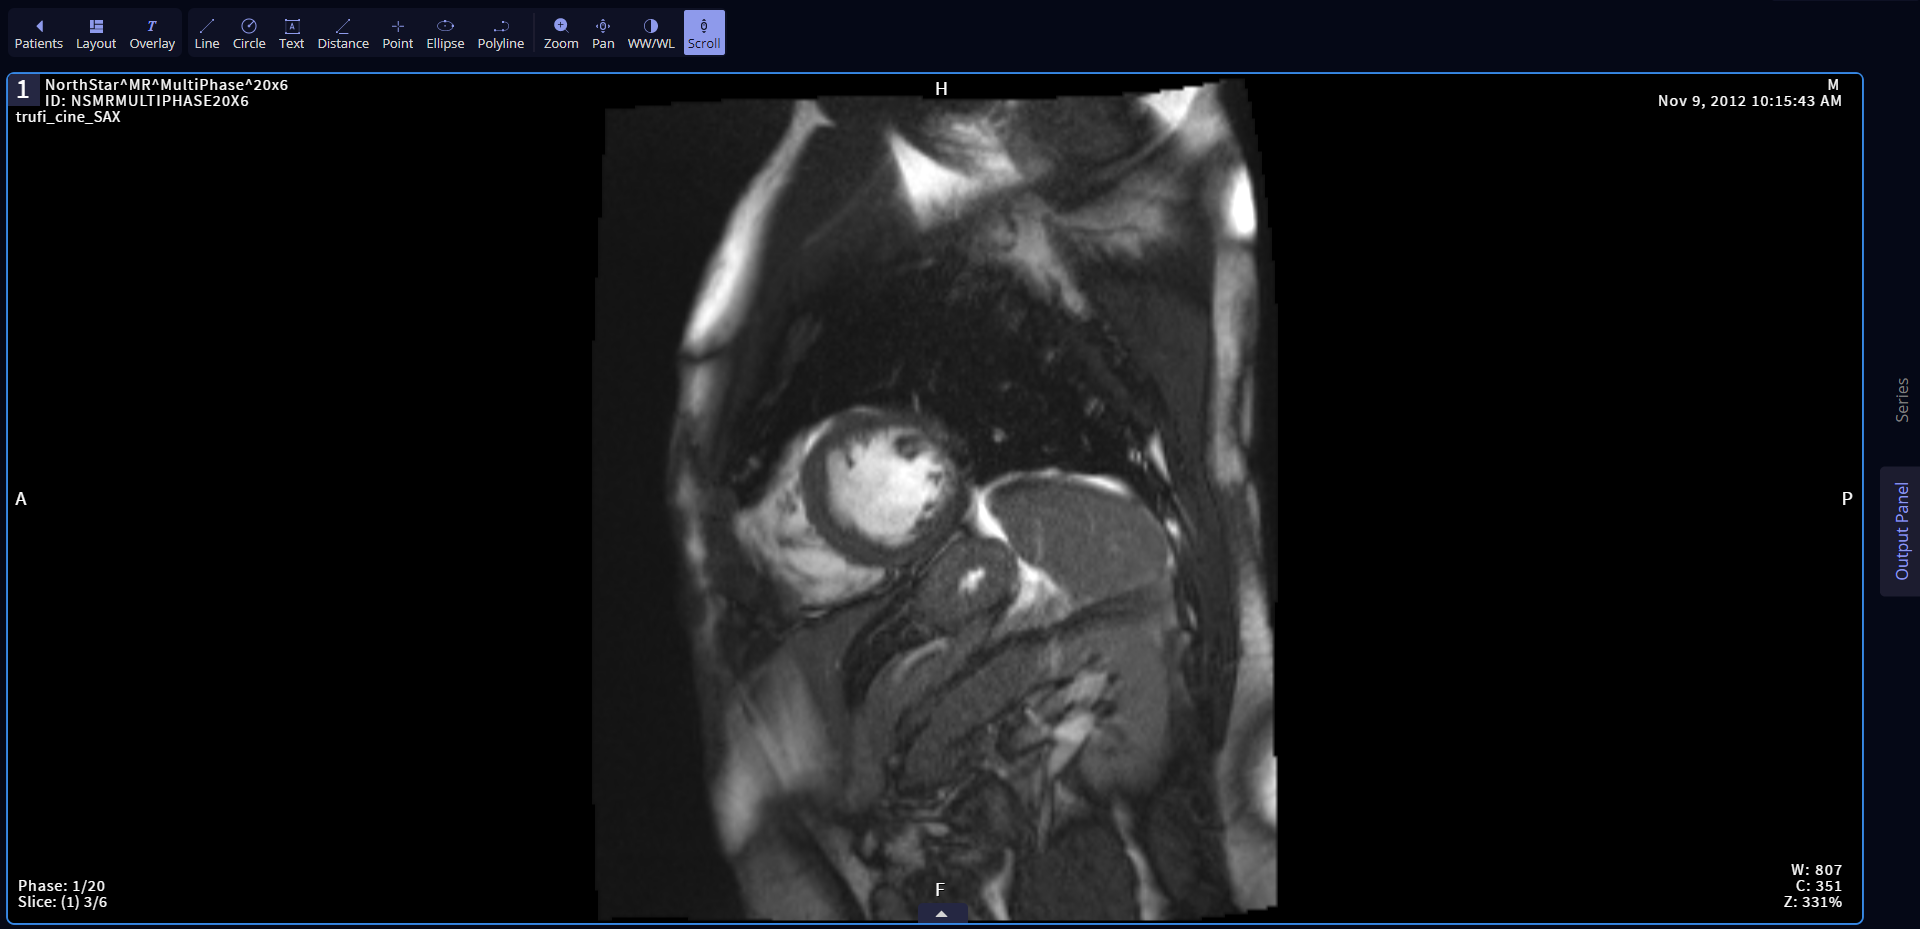 Patients Layout Overlay Line Circle Text Distance Point Ellipse Polyline Zoom Pan WW/WL Scroll
1
NorthStar^MR^MultiPhase^20x6
ID: NSMRMULTIPHASE20X6
trufi_cine_SAX
H
M
Nov 9, 2012 10:15:43 AM
A
P
Series
Output Panel
Phase: 1/20
Slice: (1) 3/6
F
W: 807
C: 351
Z: 331%